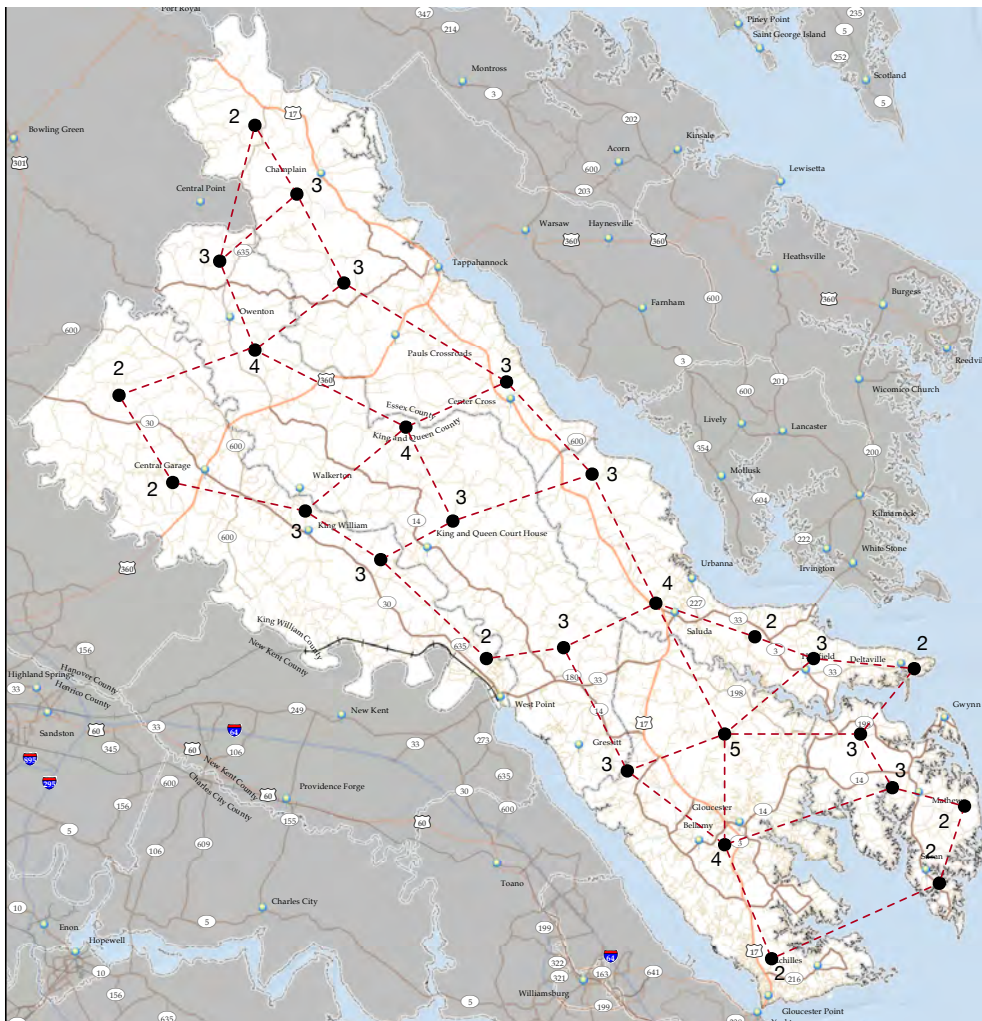 Port Royal
347
214
Piney Point
235
Saint George Island
5
252
Scotland
5
Montross
3
17
2
Bowling Green
301
202
Kinsale
Acorn
600
Champlain
Lewisetta
3
203
Central Point
Warsaw
Haynesville
360
360
3
635
Tappahannock
Heathsville
3
600
360
Burgess
Owenton
Farnham
600
4
Pauls Crossroads
3
Reedvi
360
2
3
600
201
Wicomico Church
Center Cross
Essex County
30
King and Queen County
Lively
Lancaster
600
600
354
200
4
Central Garage
Walkerton
3
Mollusk
2
604
Kilmarnock
3
14
King William
3
King and Queen Court House
600
222
White Stone
360
3
Irvington
Urbanna
30
4
227
33
Saluda
2
King William County
3
3
2
New Kent County
2
635
3
Deltaville
156
180
33
33
Hanover County
Highland Springs
33
Henrico County
West Point
198
249
New Kent
14
17
198
Gwynn
Sandston
60
33
64
273
Gressitt
5
3
345
60
106
895
295
New Kent County
635
3
3
14
600
Charles City County
60
Providence Forge
30
600
Mathews
156
155
Gloucester
14
2
5
60
Bellamy
3
609
4
2
106
Toano
10
Charles City
5
199
Enon
Hopewell
64
17
10
322
163
641
2
216
321
5
156
Williamsburg
199
Gloucester Point
635